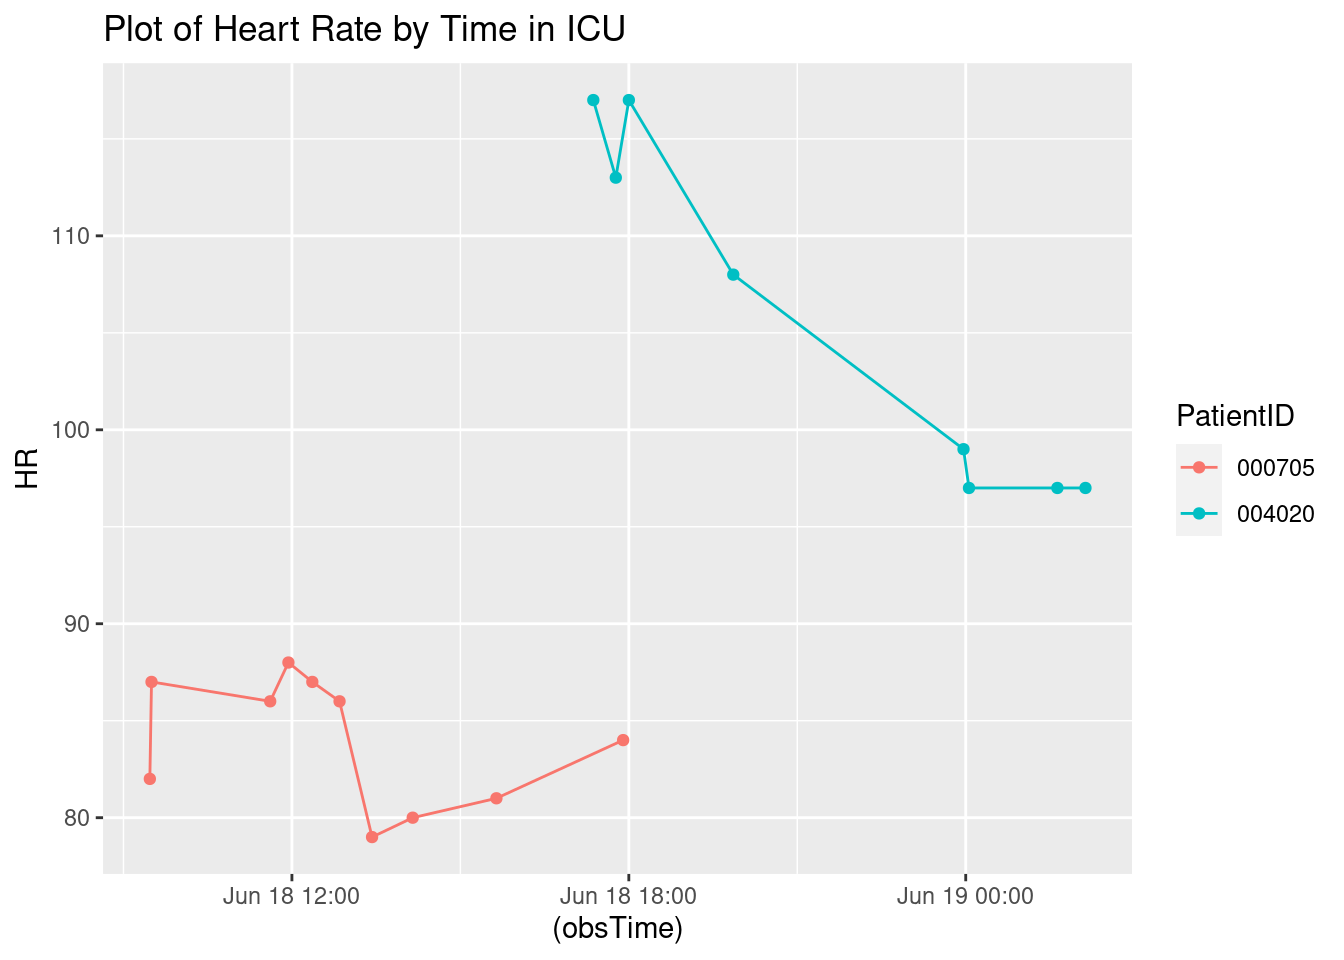 Plot of Heart Rate by Time in ICU
HR
110
100
90
80
Jun 18 12:00
Jun 18 18:00
Jun 19 00:00
(obsTime)
PatientID
000705
004020